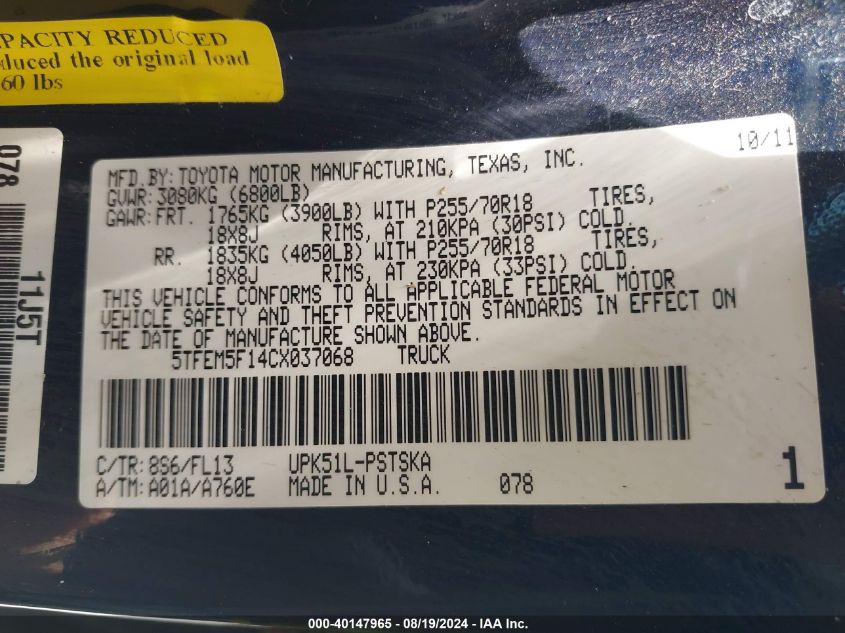 PACITY REDUCED
duced the original load
60 lbs
078
11J5T
10/11
MFD.BY:TOYOTA MOTOR MANUFACTURING, TEXAS, INC.
GVWR:3080KG (6800LB)
GAWR:FRT. 1765KG (3900LB) WITH P255/70R18 TIRES,
18X8J RIMS, AT 210KPA (30PSI) COLD.
RR. 1835KG (4050LB) WITH P255/70R18 TIRES,
18X8J RIMS, AT 230KPA (33PSI) COLD.
THIS VEHICLE CONFORMS TO ALL APPLICABLE FEDERAL MOTOR
VEHICLE SAFETY AND THEFT PREVENTION STANDARDS IN EFFECT ON
THE DATE OF MANUFACTURE SHOWN ABOVE.
5TFEM5F14CX037068 TRUCK
C/TR:8S6/FL13 UPK51L-PSTSKA
A/TM:A01A/A760E MADE IN U.S.A. 078
1
000-40147965 - 08/19/2024 - IAA Inc.